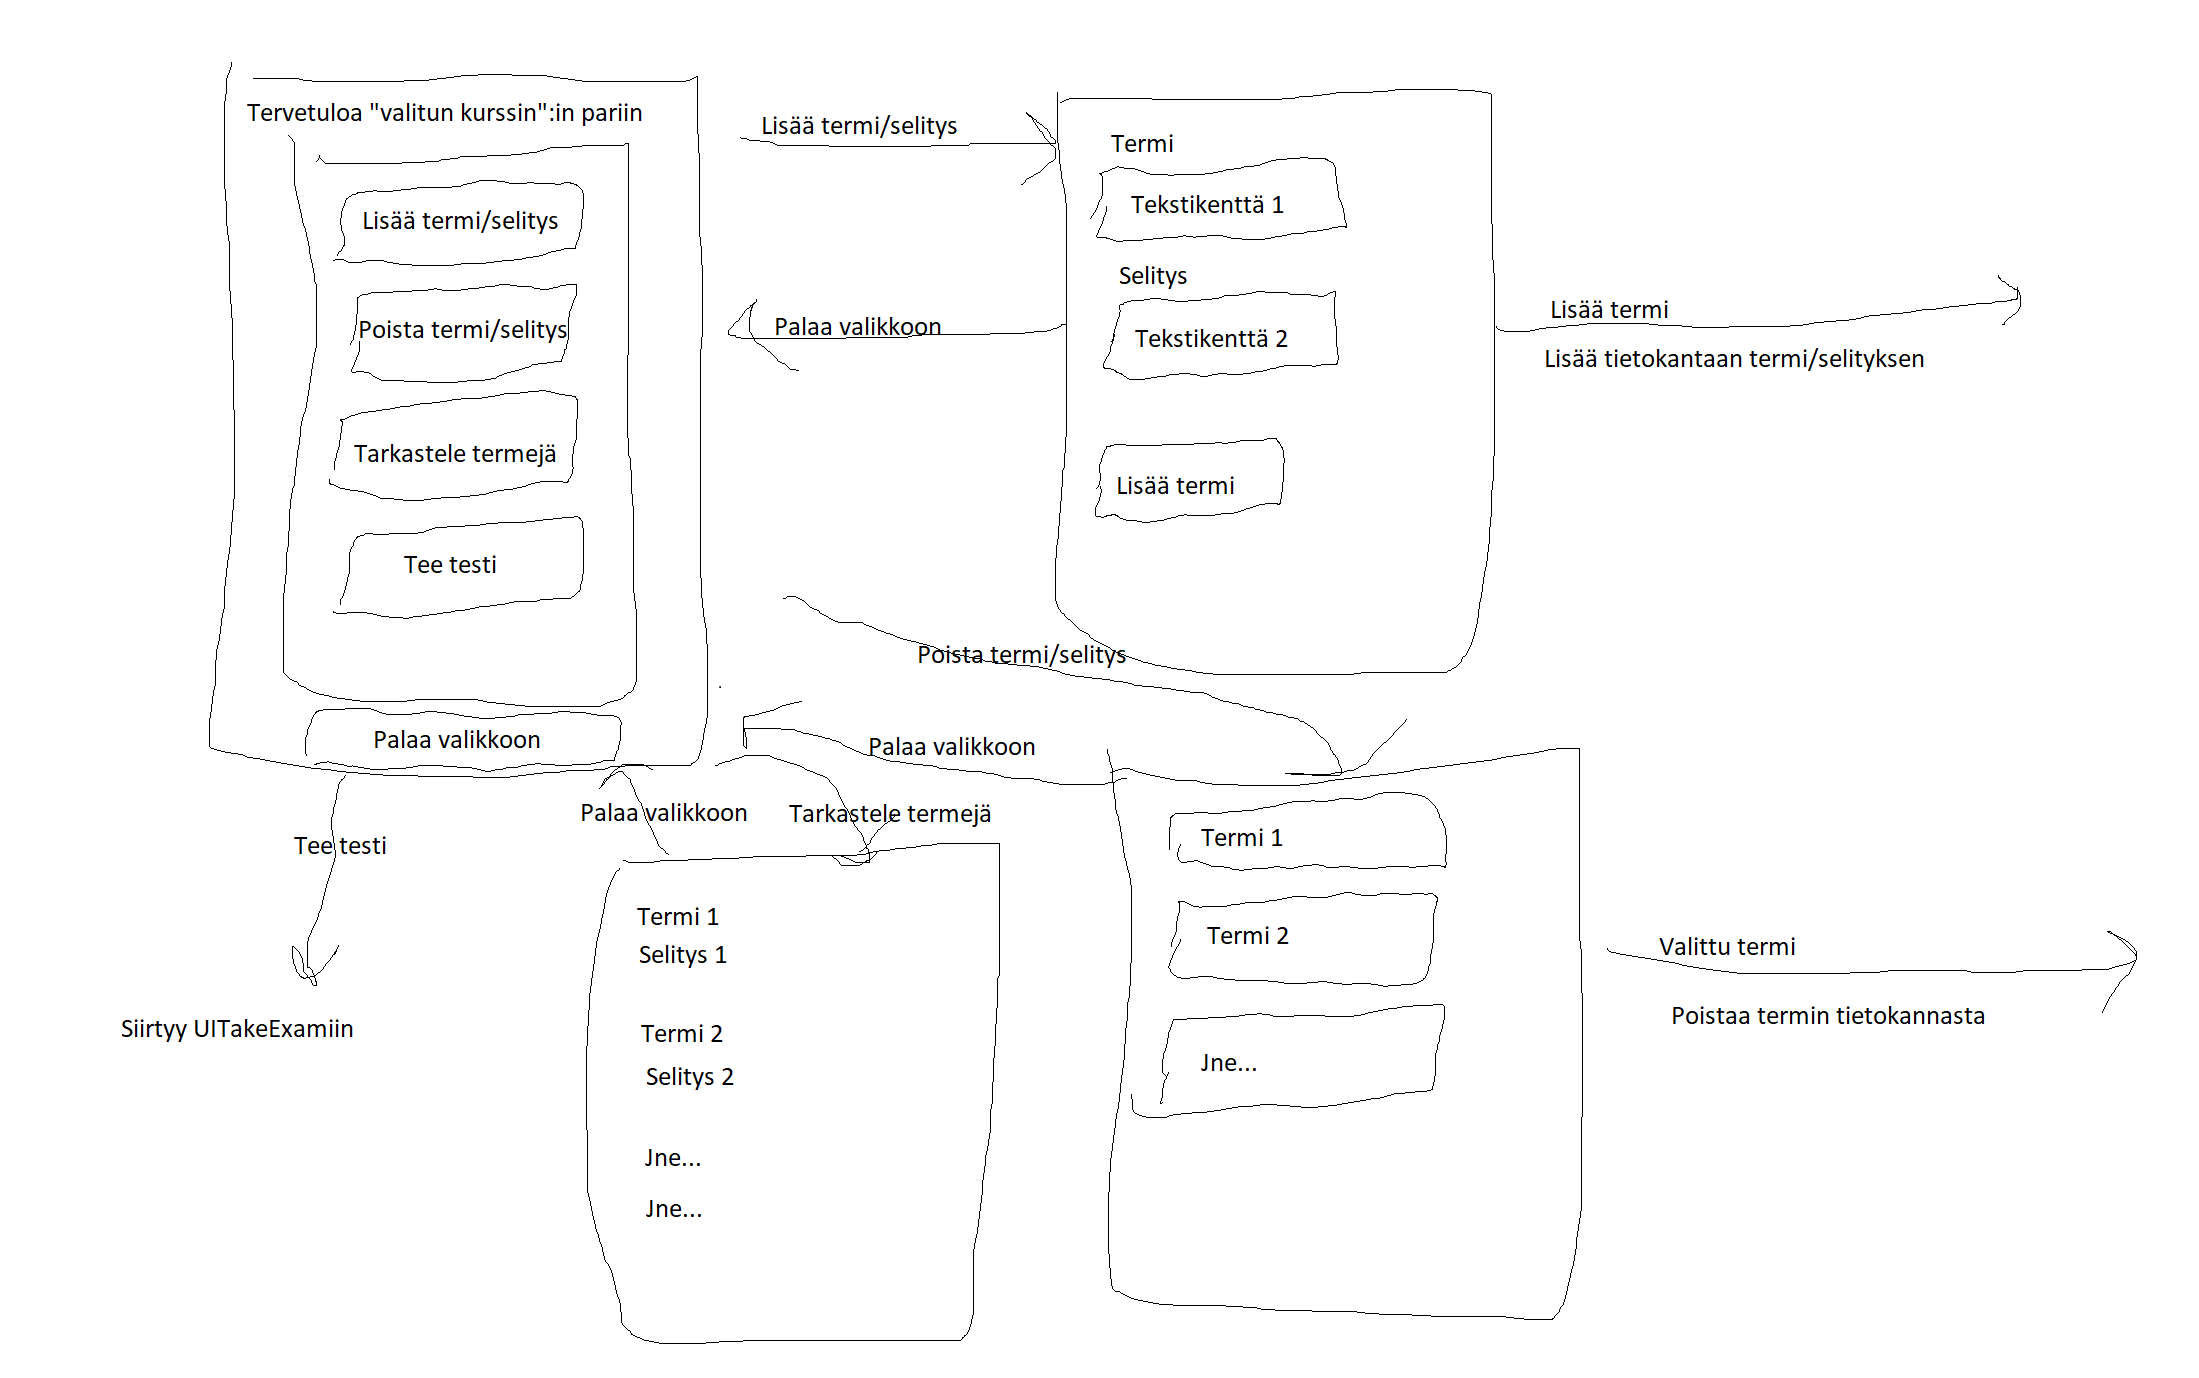 Tervetuloa "valitun kurssin":in pariin
Lisää termi/selitys
Poista termi/selitys
Tarkastele termejä
Tee testi
Palaa valikkoon
Lisää termi/selitys
Palaa valikkoon
Termi
Tekstikenttä 1
Selitys
Tekstikenttä 2
Lisää termi
Lisää termi
Lisää tietokantaan termi/selityksen
Poista termi/selitys
Palaa valikkoon
Palaa valikkoon
Tarkastele termejä
Tee testi
Siirtyy UITakeExamiin
Termi 1
Selitys 1
Termi 2
Selitys 2
Jne...
Jne...
Termi 1
Termi 2
Jne...
Valittu termi
Poistaa termin tietokannasta